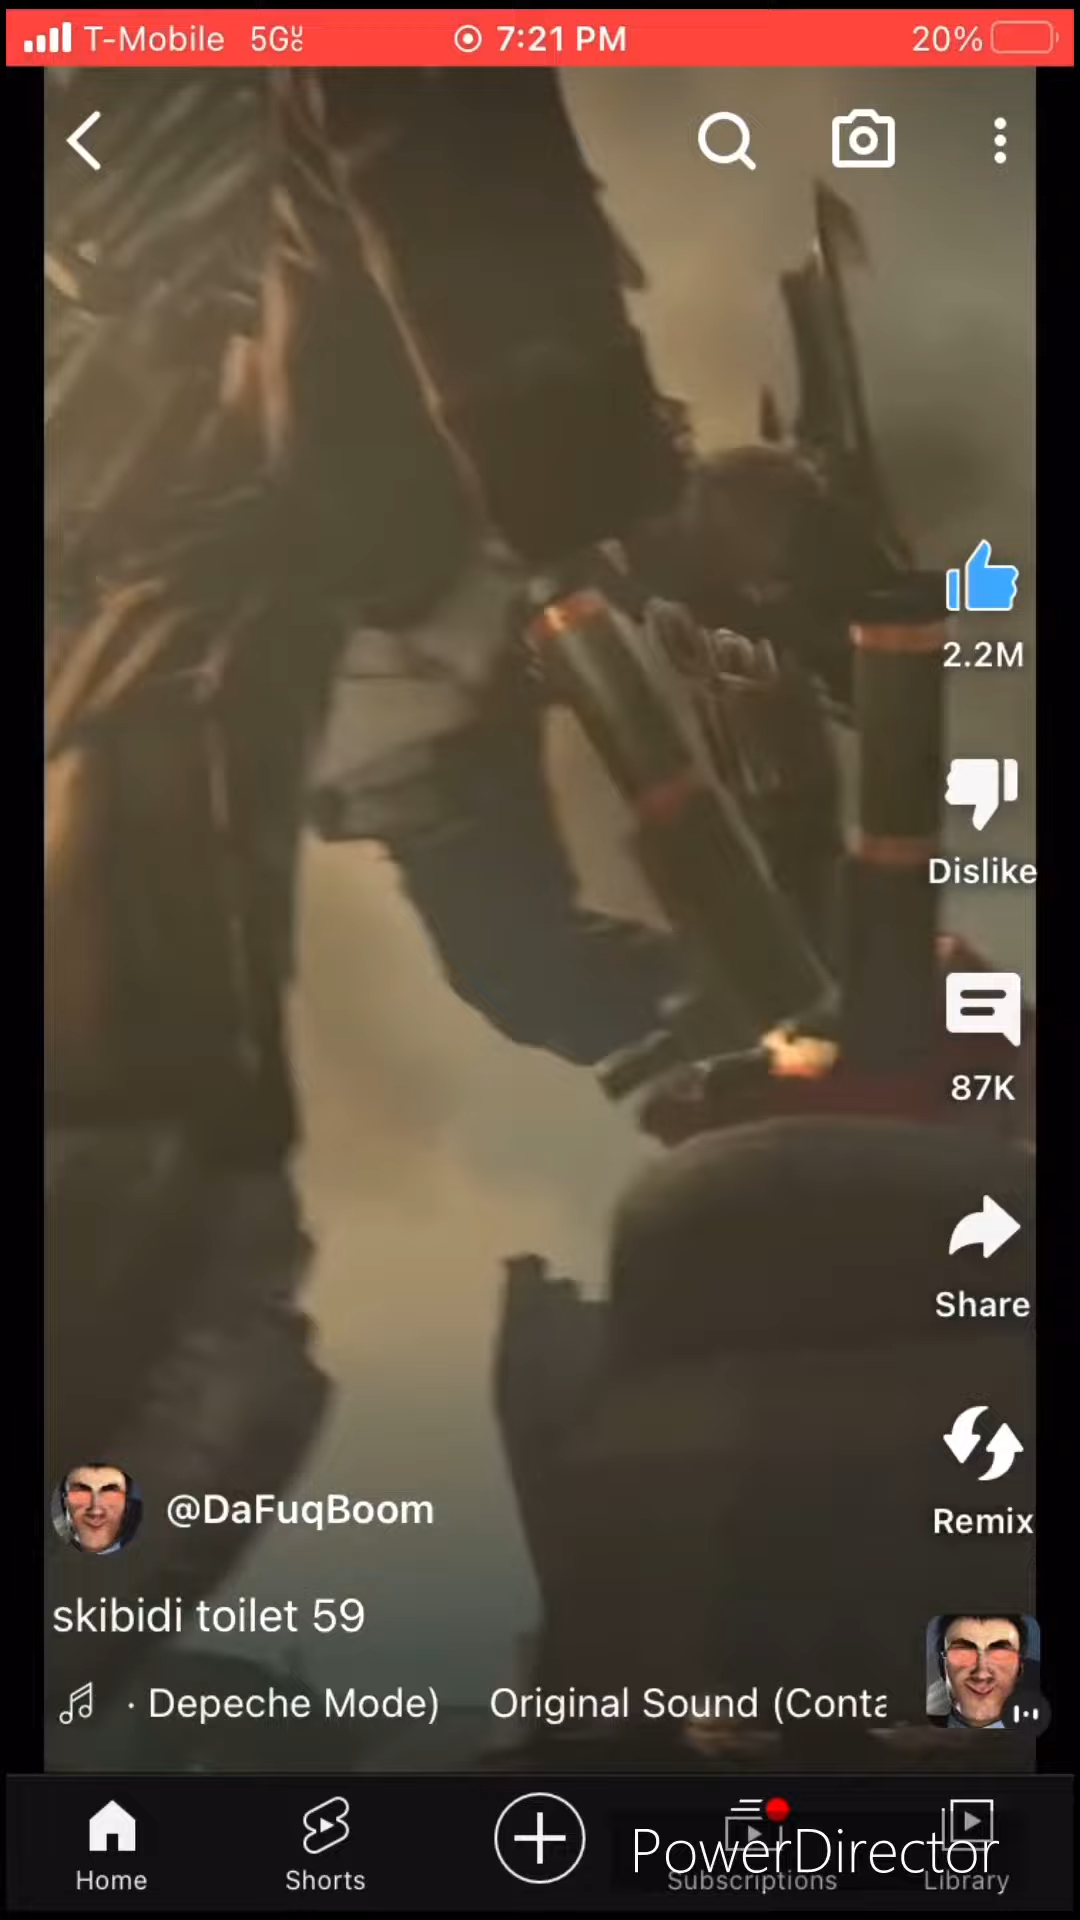 T-Mobile 5G 7:21 PM 20%
2.2M
Dislike
87K
Share
Remix
@DaFuqBoom
skibidi toilet 59
· Depeche Mode) Original Sound (Conta
Home Shorts Subscriptions Library
PowerDirector